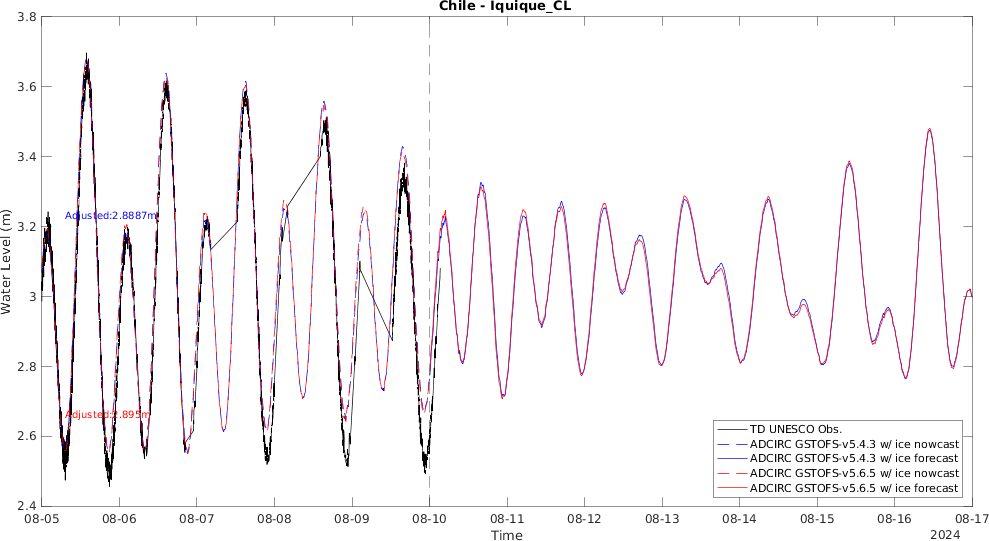 Chile - Iquique_CL
3.8
3.6
3.4
3.2
3
2.8
2.6
2.4
Water Level (m)
Adjusted:2.8887m
Adjusted:2.895m
TD UNESCO Obs.
ADCIRC GSTOFS-v5.4.3 w/ ice nowcast
ADCIRC GSTOFS-v5.4.3 w/ ice forecast
ADCIRC GSTOFS-v5.6.5 w/ ice nowcast
ADCIRC GSTOFS-v5.6.5 w/ ice forecast
08-05 08-06 08-07 08-08 08-09 08-10 08-11 08-12 08-13 08-14 08-15 08-16 08-17
Time
2024